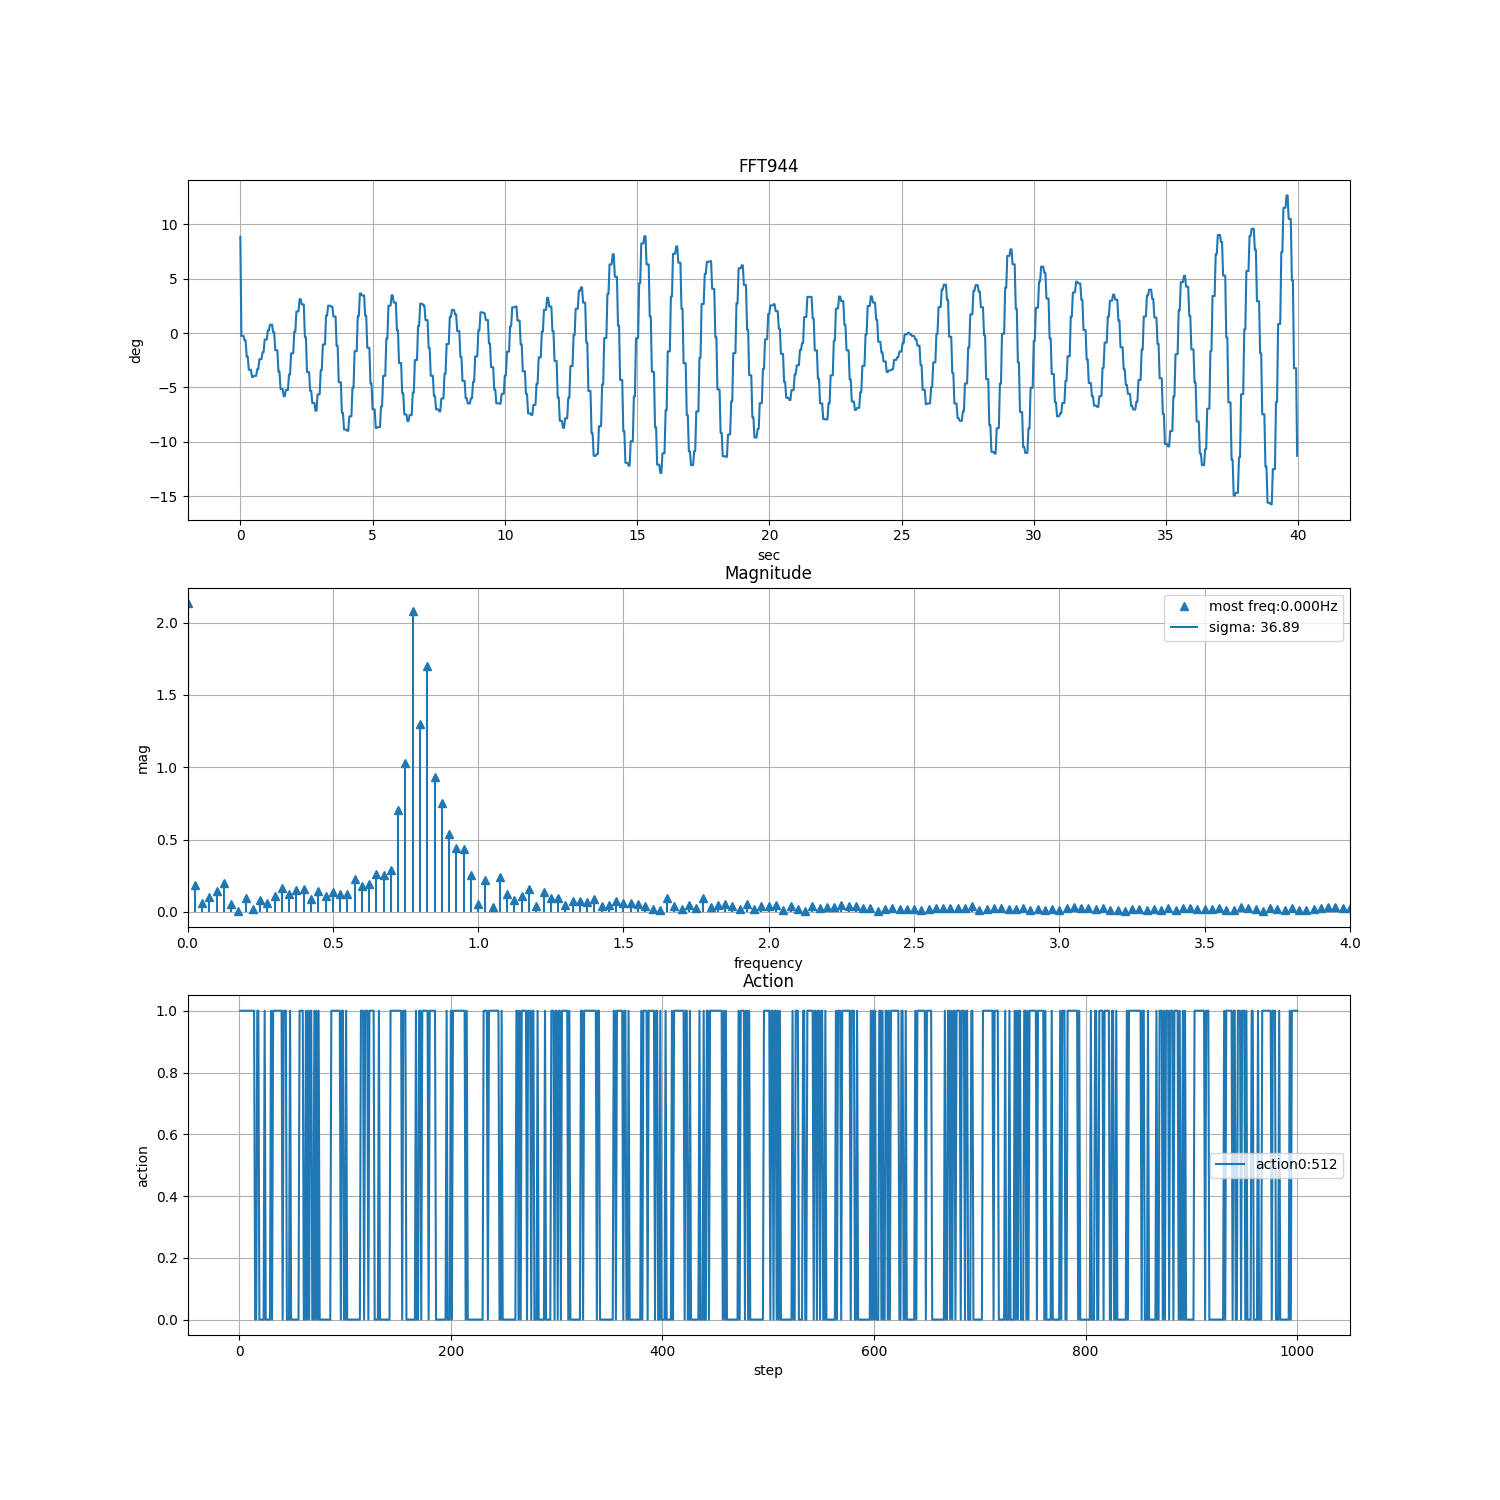 FFT944
10
5
0
−5
−10
−15
deg
0 5 10 15 20 25 30 35 40
sec
Magnitude
most freq:0.000Hz
sigma: 36.89
2.0
1.5
1.0
0.5
0.0
mag
0.0 0.5 1.0 1.5 2.0 2.5 3.0 3.5 4.0
frequency
Action
1.0
0.8
0.6
0.4
0.2
0.0
action
action0:512
0 200 400 600 800 1000
step